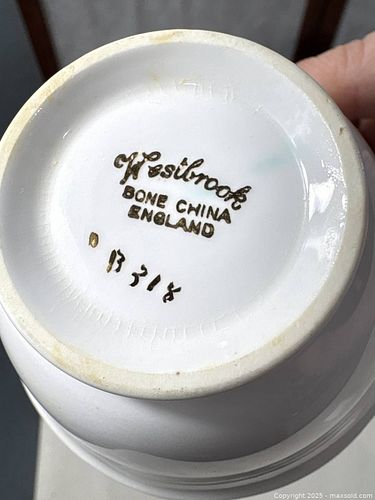 Westbrook
BONE CHINA
ENGLAND
B318
Copyright 2025 - maxsold.com